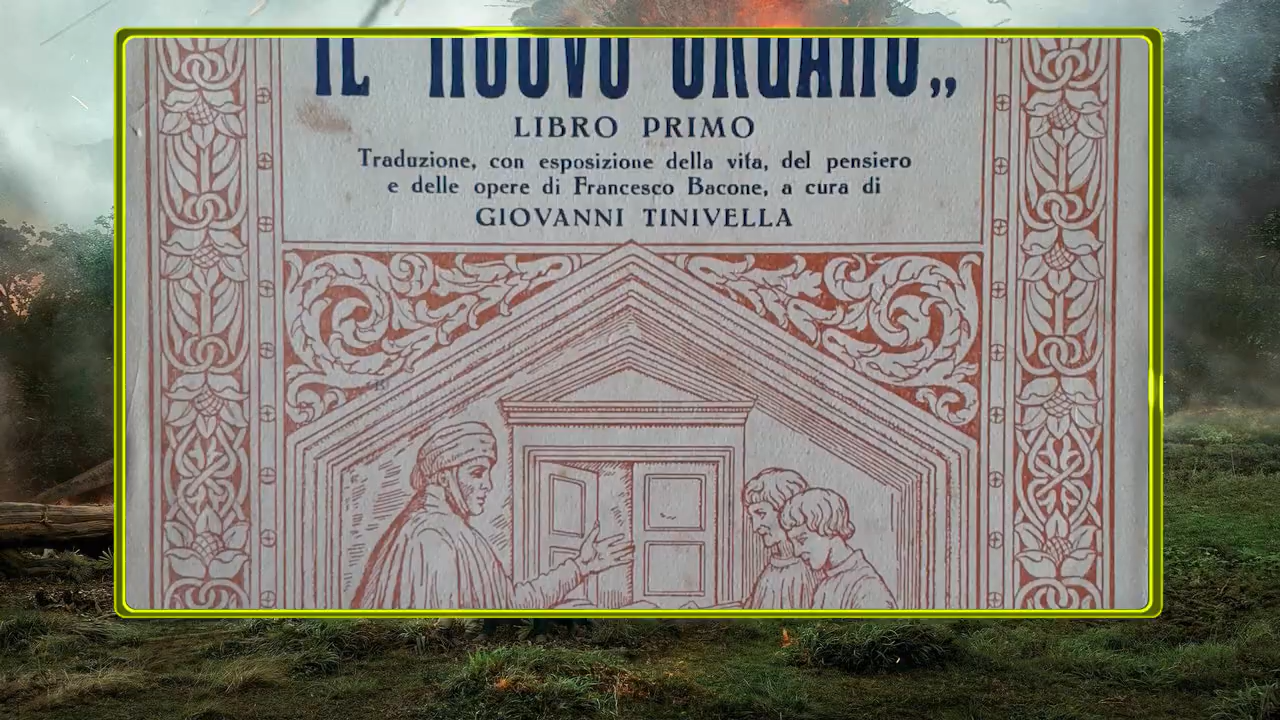 IL "NUOVO ORGANO„
LIBRO PRIMO
Traduzione, con esposizione della vita, del pensiero
e delle opere di Francesco Bacone, a cura di
GIOVANNI TINIVELLA